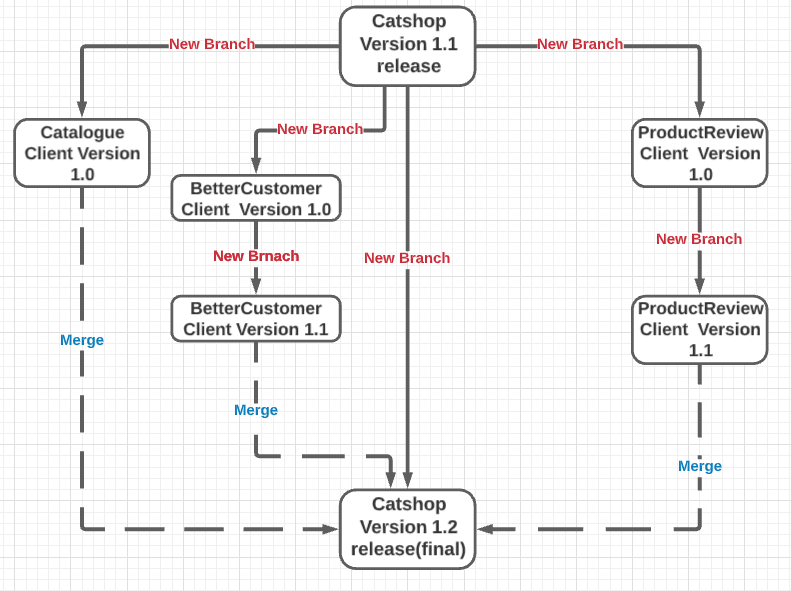 Catshop
Version 1.1
release
New Branch
New Branch
New Branch
Catalogue
Client Version
1.0
ProductReview
Client Version
1.0
BetterCustomer
Client Version 1.0
New Brnach
New Branch
New Branch
BetterCustomer
Client Version 1.1
ProductReview
Client Version
1.1
Merge
Merge
Merge
Catshop
Version 1.2
release(final)